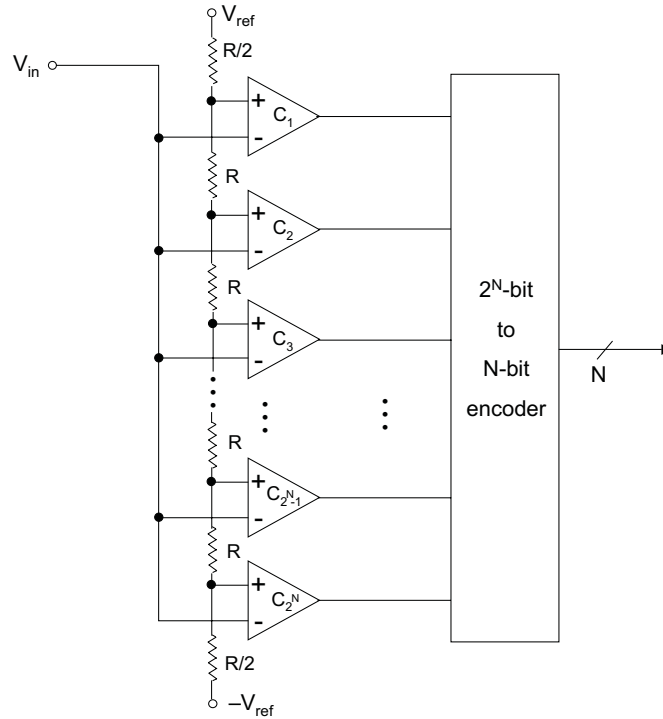 V_ref
R/2
V_in
+
C_1
-
R
+
C_2
-
R
+
C_3
-
R
+
C_2^N-1
-
R
+
C_2^N
-
R/2
–V_ref
2^N-bit
to
N-bit
encoder
N